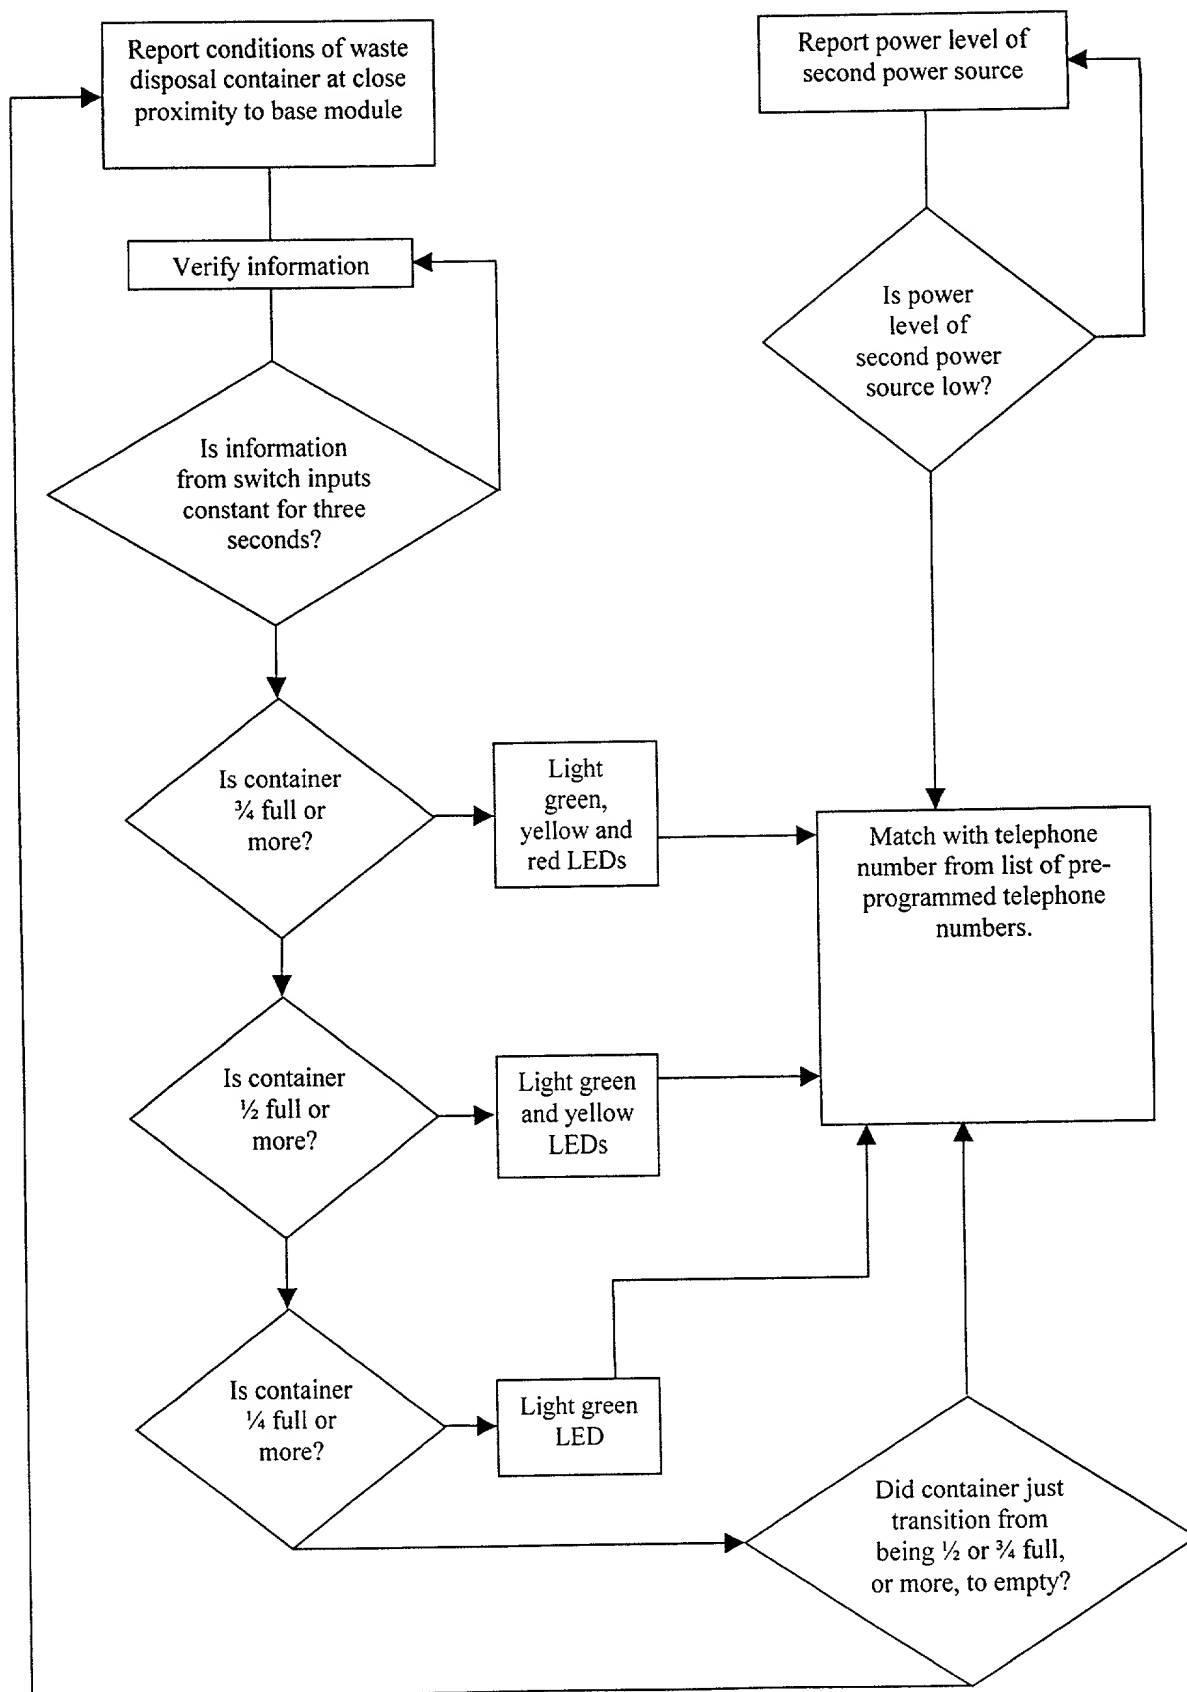 Report conditions of waste
disposal container at close
proximity to base module
Report power level of
second power source
Verify information
Is power
level of
second power
source low?
Is information
from switch inputs
constant for three
seconds?
Is container
¾ full or
more?
Light
green,
yellow and
red LEDs
Match with telephone
number from list of pre-
programmed telephone
numbers.
Is container
½ full or
more?
Light green
and yellow
LEDs
Is container
¼ full or
more?
Light green
LED
Did container just
transition from
being ½ or ¾ full,
or more, to empty?